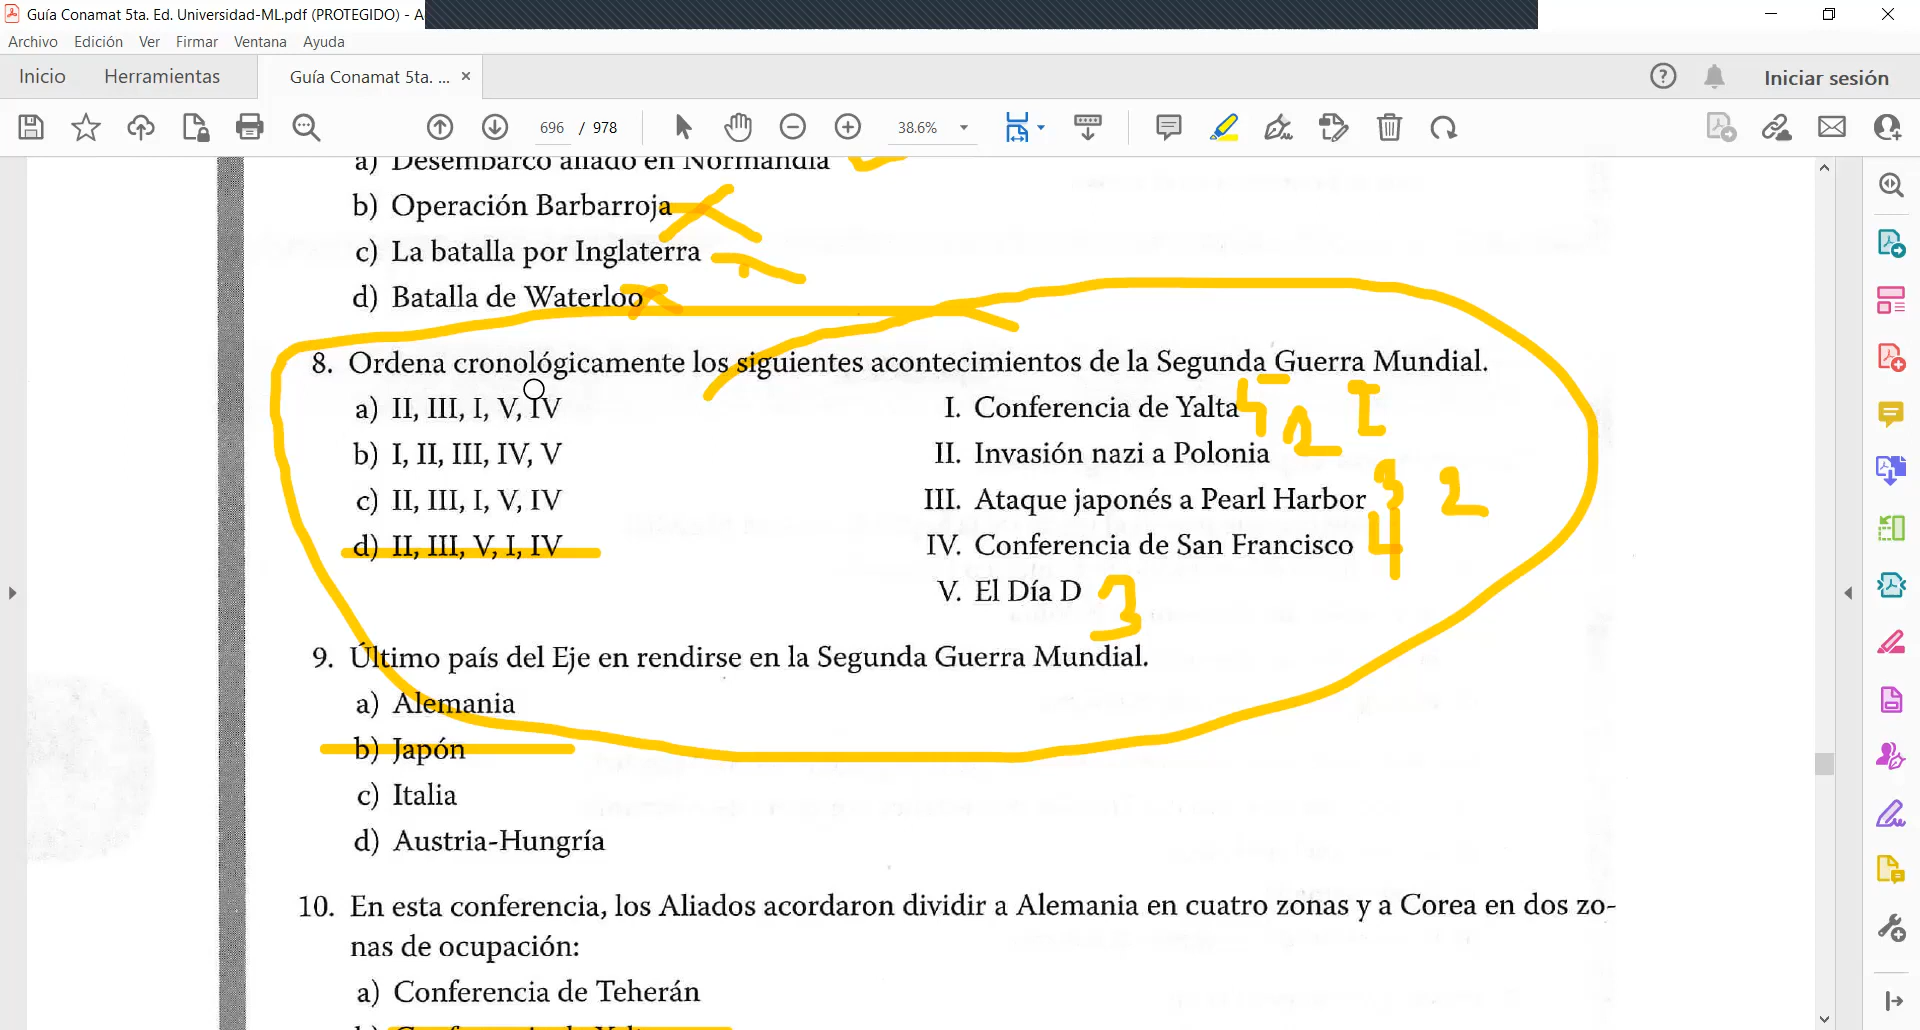 Guía Conamat 5ta. Ed. Universidad-ML.pdf (PROTEGIDO) - A
Archivo Edición Ver Firmar Ventana Ayuda
Inicio Herramientas Guía Conamat 5ta. ... × Iniciar sesión
696 / 978 38.6%
a) Desembarco aliado en Normandía
b) Operación Barbarroja
c) La batalla por Inglaterra
d) Batalla de Waterloo
8. Ordena cronológicamente los siguientes acontecimientos de la Segunda Guerra Mundial.
a) II, III, I, V, IV I. Conferencia de Yalta
b) I, II, III, IV, V II. Invasión nazi a Polonia
c) II, III, I, V, IV III. Ataque japonés a Pearl Harbor 2
d) II, III, V, I, IV IV. Conferencia de San Francisco 4
V. El Día D 3
9. Último país del Eje en rendirse en la Segunda Guerra Mundial.
a) Alemania
b) Japón
c) Italia
d) Austria-Hungría
10. En esta conferencia, los Aliados acordaron dividir a Alemania en cuatro zonas y a Corea en dos zo-
nas de ocupación:
a) Conferencia de Teherán